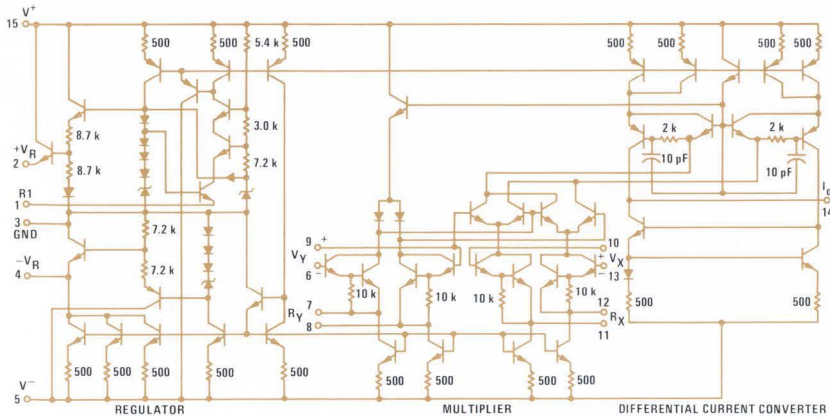 V+
15
500
500
5.4 k
500
500
500
500
500
8.7 k
3.0 k
2 k
2 k
+VR
2
8.7 k
7.2 k
10 pF
10 pF
R1
1
Io
14
3
GND
7.2 k
9 +
10
VY
+
VX
-VR
4
6 -
- 13
7.2 k
10 k
10 k
10 k
10 k
7
12
500
500
RY
RX
8
11
500
500
500
500
500
500
500
500
500
V-
5
REGULATOR
MULTIPLIER
DIFFERENTIAL CURRENT CONVERTER